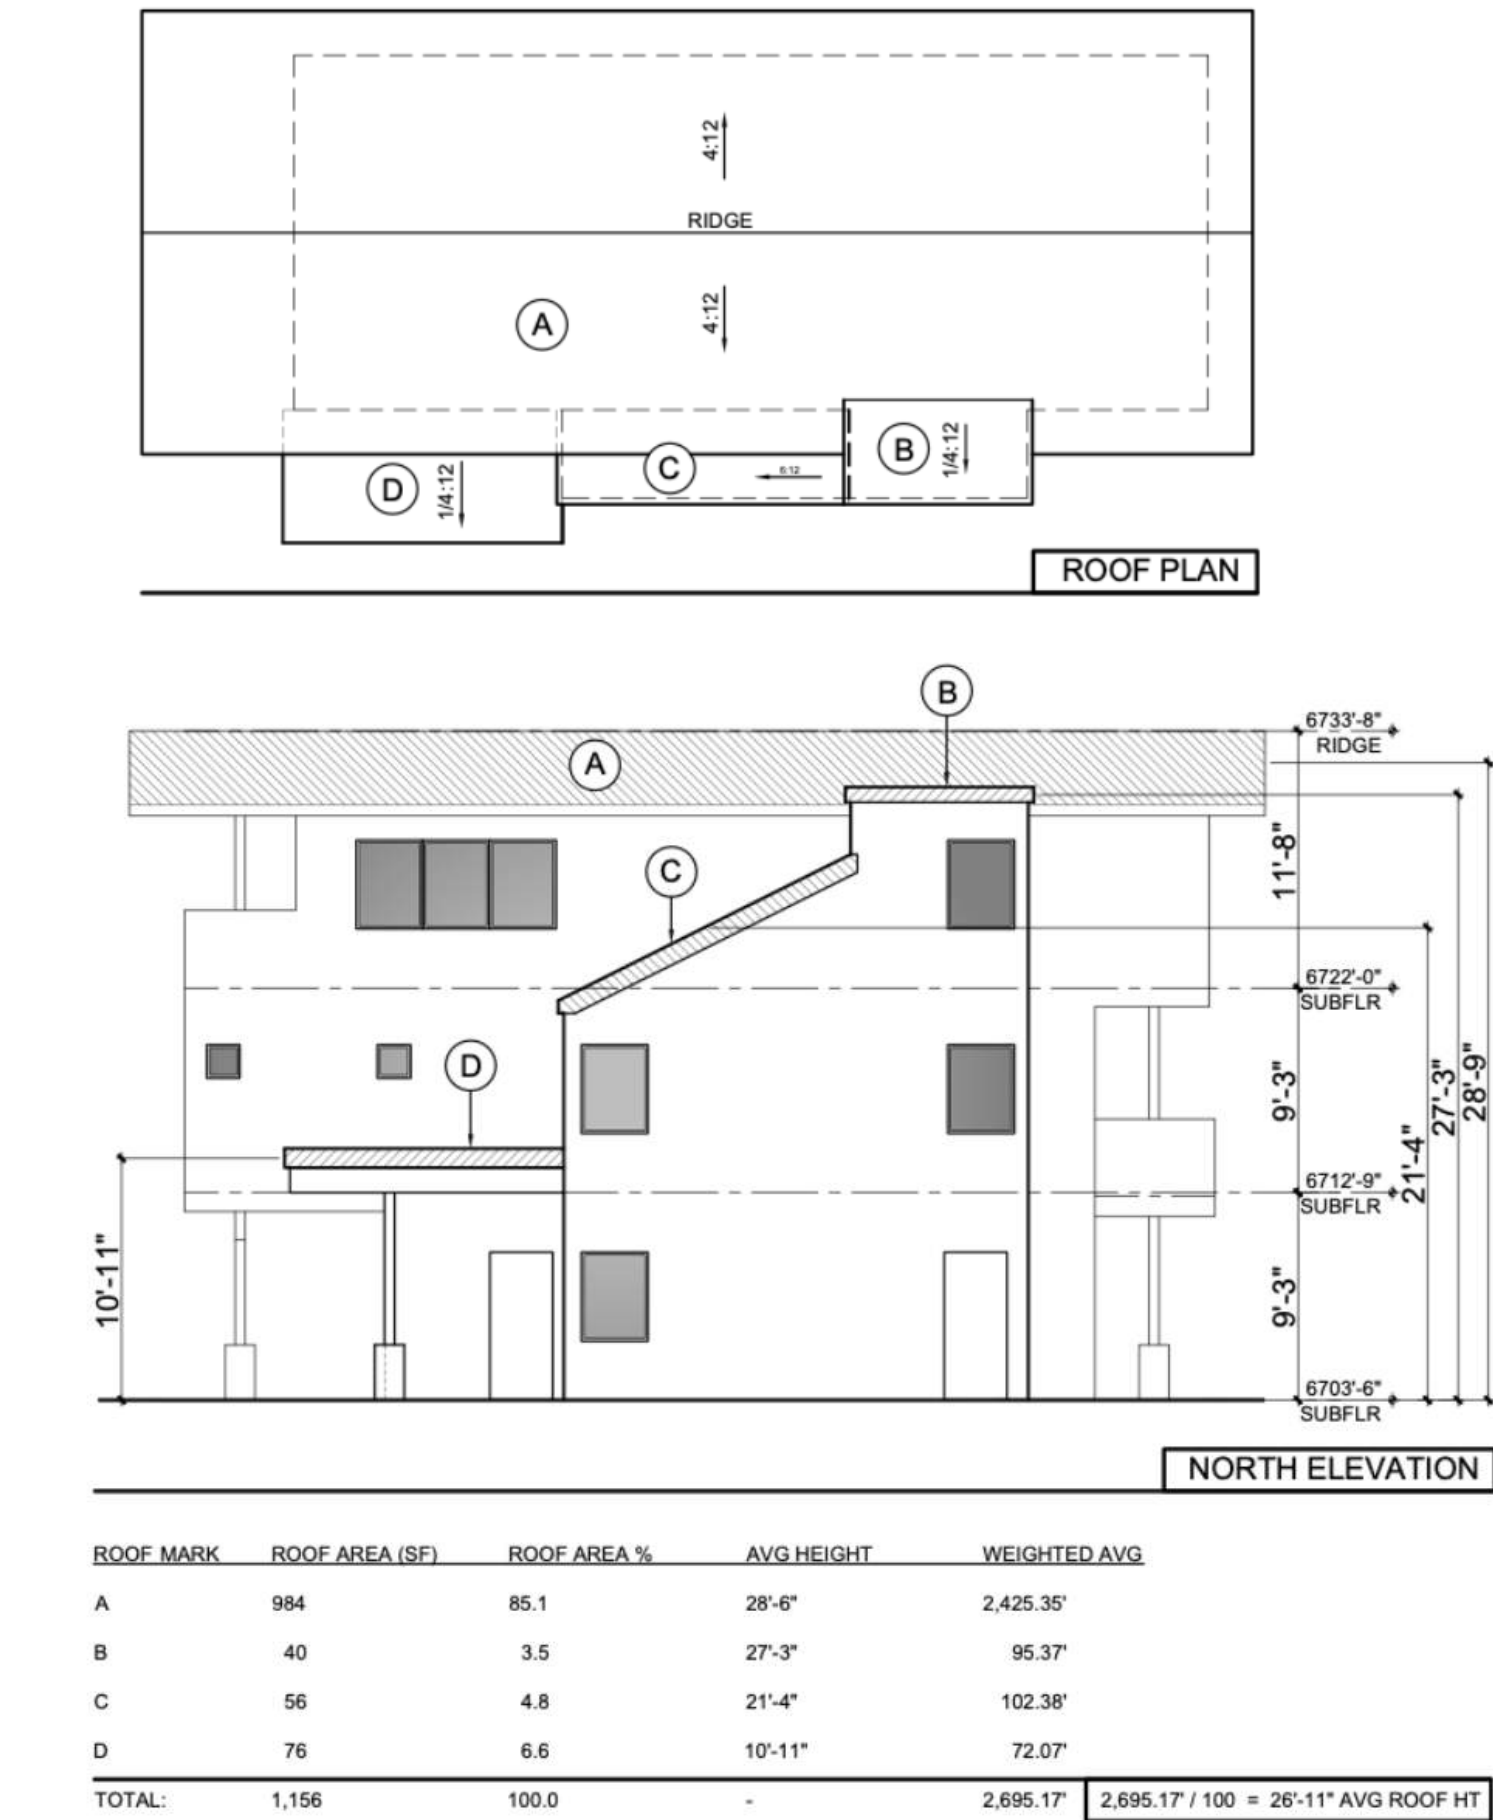 4:12
RIDGE
4:12
A
B
1/4:12
C
6:12
D
1/4:12
ROOF PLAN
B
6733'-8"
RIDGE
A
11'-8"
C
6722'-0"
SUBFLR
D
9'-3"
27'-3"
28'-9"
21'-4"
6712'-9"
SUBFLR
10'-11"
9'-3"
6703'-6"
SUBFLR
NORTH ELEVATION
ROOF MARK ROOF AREA (SF) ROOF AREA % AVG HEIGHT WEIGHTED AVG
A 984 85.1 28'-6" 2,425.35'
B 40 3.5 27'-3" 95.37'
C 56 4.8 21'-4" 102.38'
D 76 6.6 10'-11" 72.07'
TOTAL: 1,156 100.0 - 2,695.17' 2,695.17' / 100 = 26'-11" AVG ROOF HT